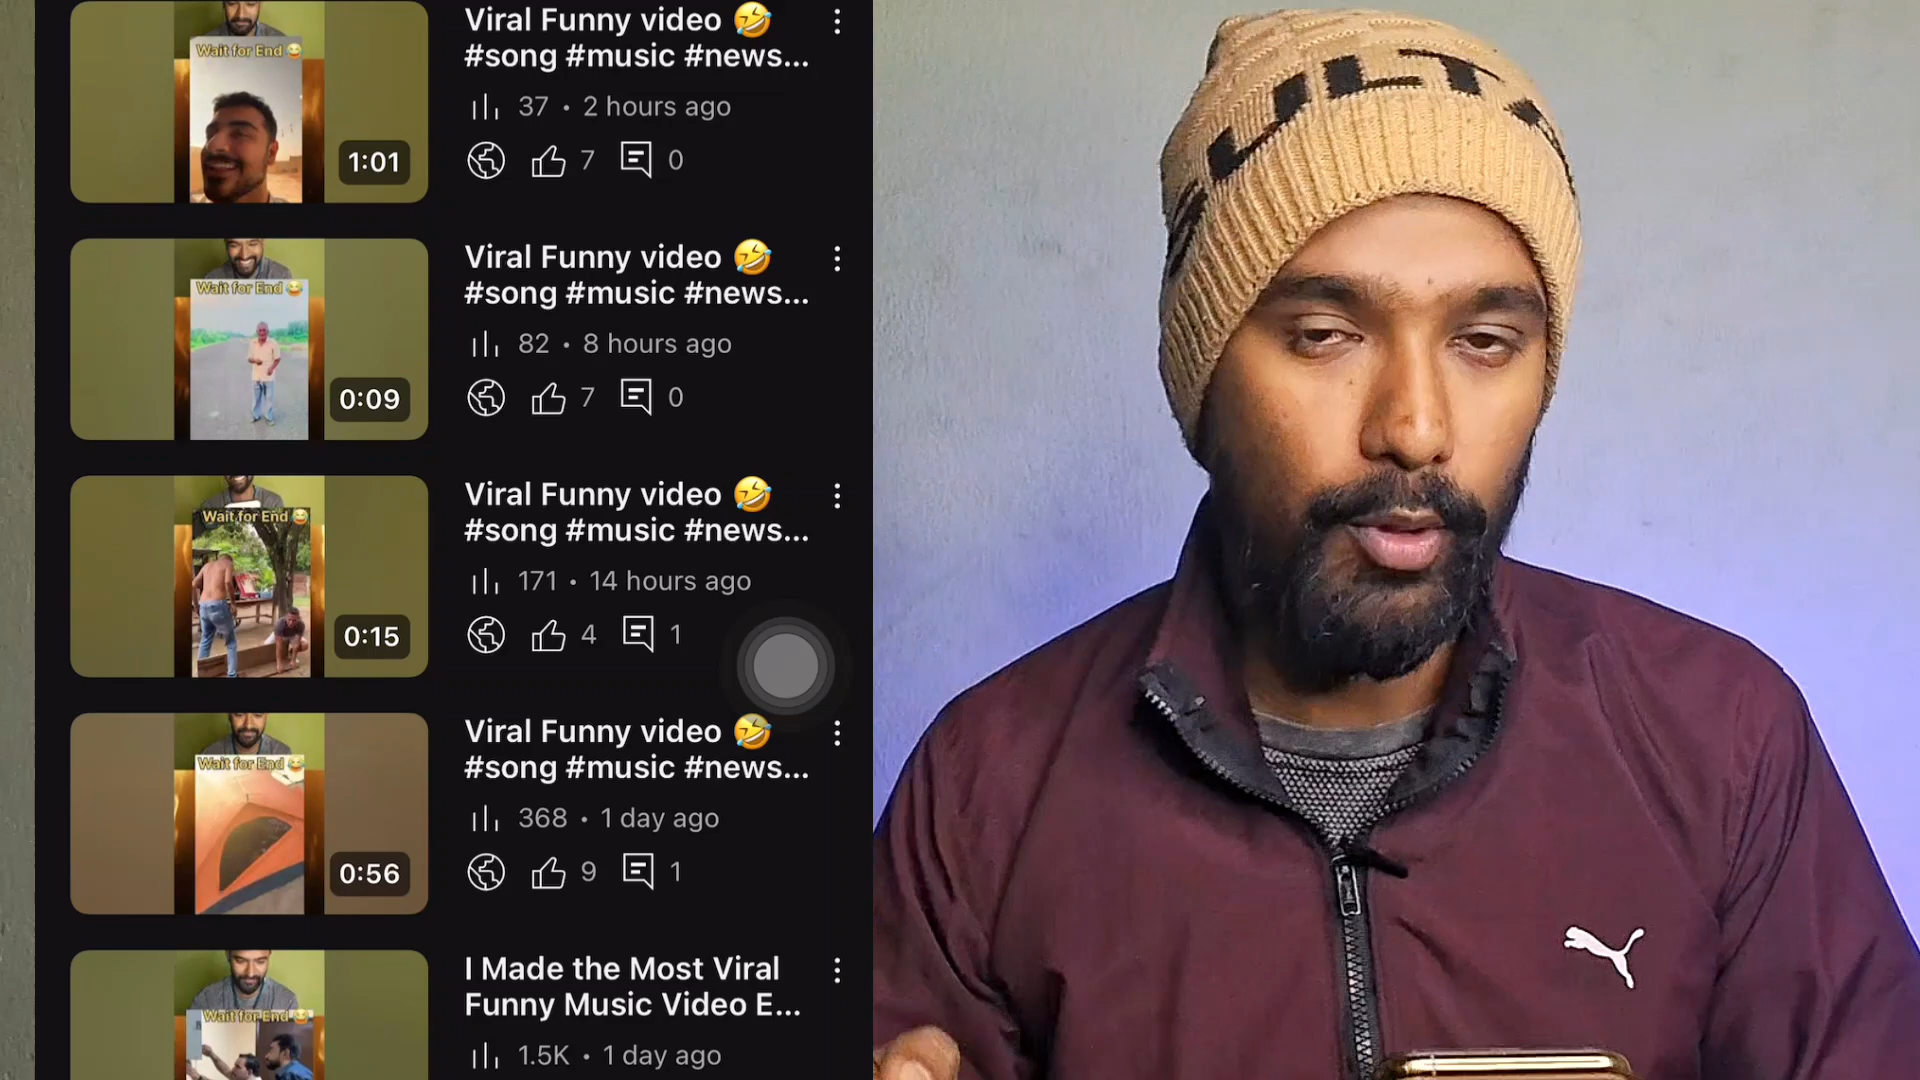 Viral Funny video 🤣
#song #music #news...
37 • 2 hours ago
7 0
Wait for End 😂
1:01
Viral Funny video 🤣
#song #music #news...
82 • 8 hours ago
7 0
Wait for End 😂
0:09
Viral Funny video 🤣
#song #music #news...
171 • 14 hours ago
4 1
Wait for End 😂
0:15
Viral Funny video 🤣
#song #music #news...
368 • 1 day ago
9 1
Wait for End 😂
0:56
I Made the Most Viral
Funny Music Video E...
1.5K • 1 day ago
Wait for End 😂